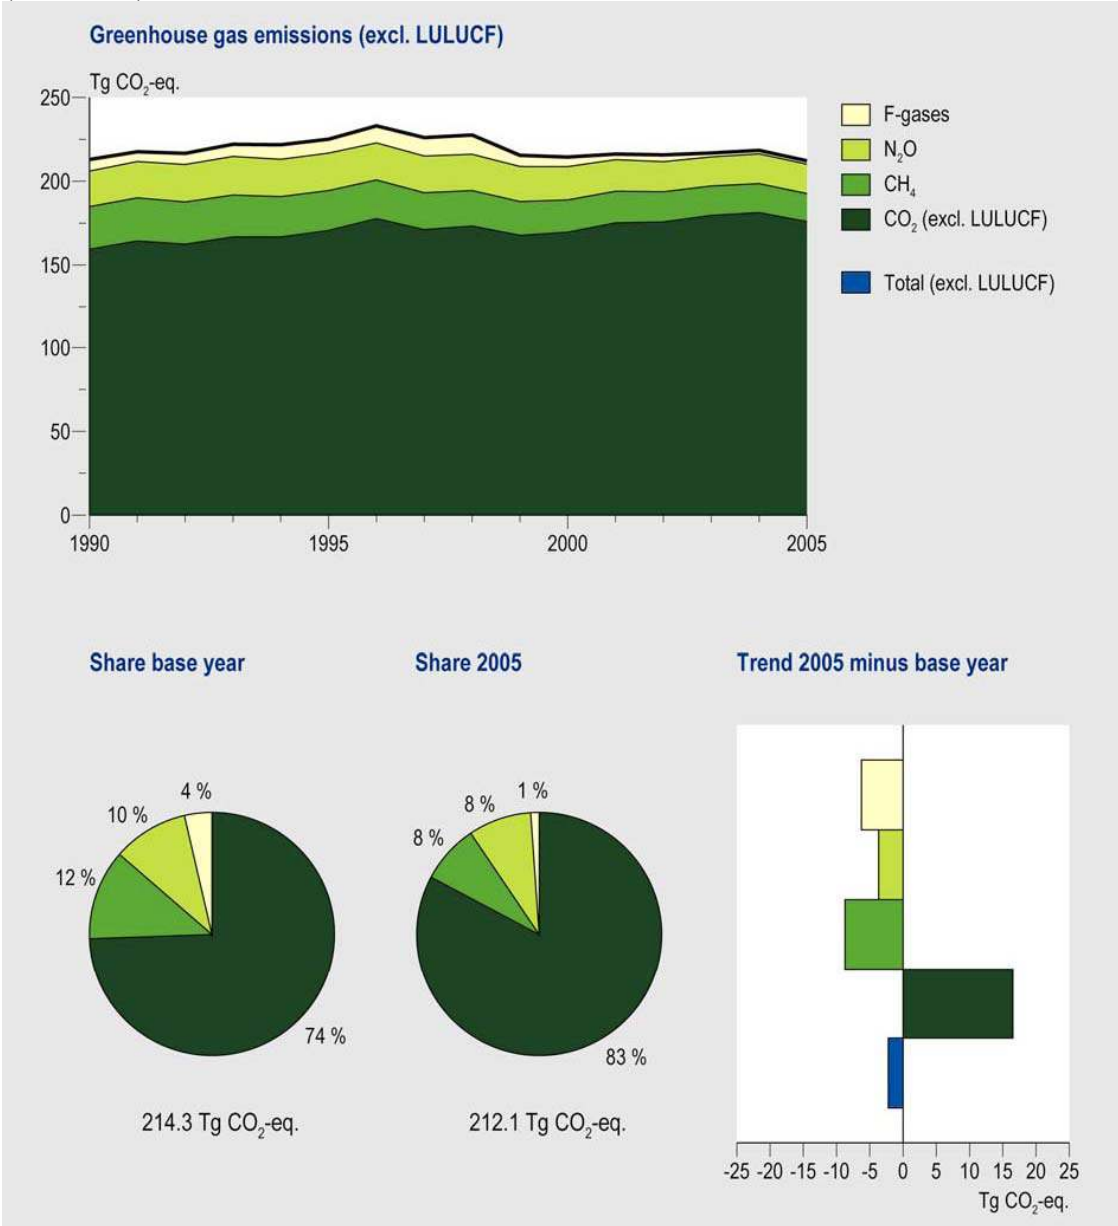 Greenhouse gas emissions (excl. LULUCF)
Tg CO₂-eq.
250
200
150
100
50
0
1990 1995 2000 2005
F-gases
N₂O
CH₄
CO₂ (excl. LULUCF)
Total (excl. LULUCF)
Share base year
4 %
10 %
12 %
74 %
214.3 Tg CO₂-eq.
Share 2005
1 %
8 %
8 %
83 %
212.1 Tg CO₂-eq.
Trend 2005 minus base year
-25 -20 -15 -10 -5 0 5 10 15 20 25
Tg CO₂-eq.